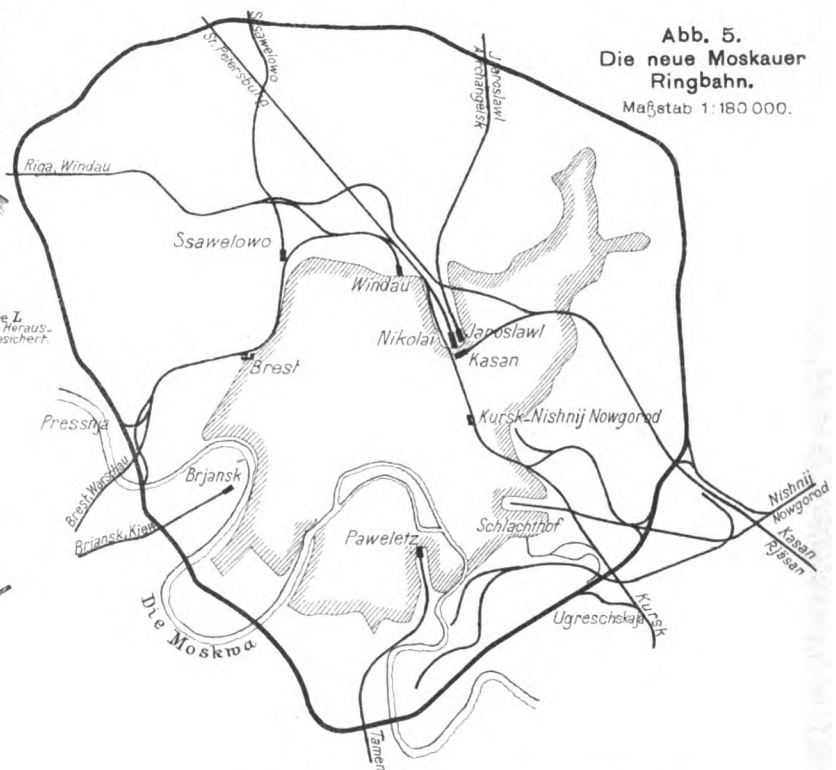 Abb. 5.
Die neue Moskauer
Ringbahn.
Maßstab 1:180 000.
Ssawelowo
St. Petersburg
Jaroslawl
Archangelsk
Riga, Windau
Ssawelowo
Windau
Nikolai
Jaroslawl
Kasan
e L
Heraus-
sichert.
Brest
Pressnja
Kursk-Nishnij Nowgorod
Brjansk
Brest, Warschau
Brjansk, Kiew
Schlachthof
Nishnij
Nowgorod
Kasan
Rjäsan
Paweletz
Die Moskwa
Ugreschskaja
Kursk